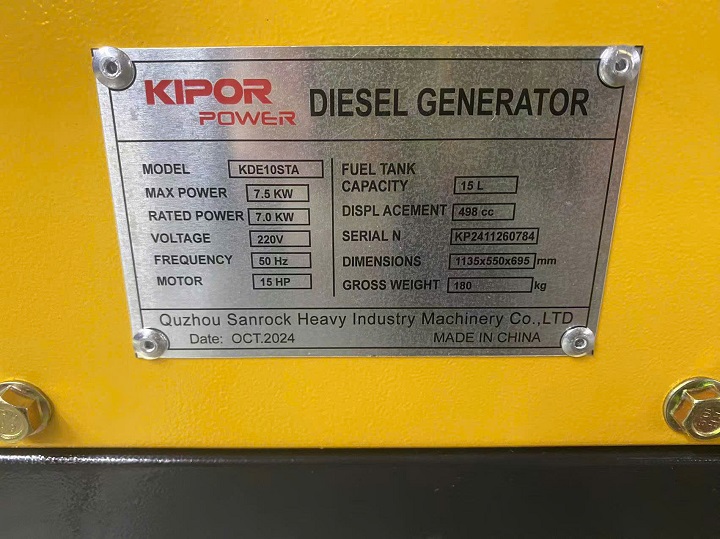 KIPOR
POWER
DIESEL GENERATOR
MODEL KDE10STA
MAX POWER 7.5 KW
RATED POWER 7.0 KW
VOLTAGE 220V
FREQUENCY 50 Hz
MOTOR 15 HP
FUEL TANK
CAPACITY 15 L
DISPL ACEMENT 498 cc
SERIAL N KP2411260784
DIMENSIONS 1135x550x695 mm
GROSS WEIGHT 180 kg
Quzhou Sanrock Heavy Industry Machinery Co.,LTD
Date: OCT.2024 MADE IN CHINA